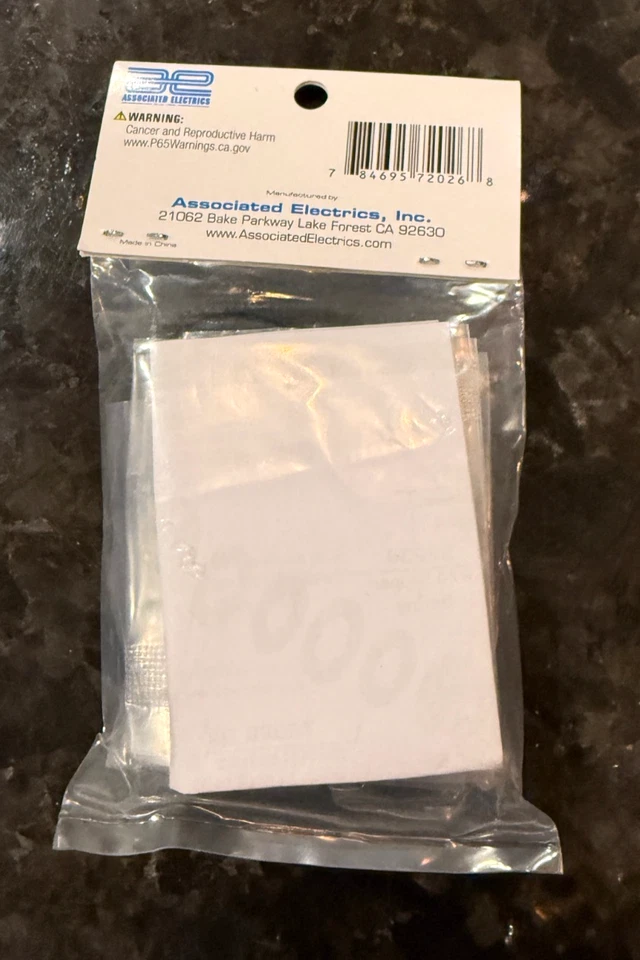 ASSOCIATED ELECTRICS
WARNING:
Cancer and Reproductive Harm
www.P65Warnings.ca.gov
7 84695 72026 8
Manufactured by
Associated Electrics, Inc.
21062 Bake Parkway Lake Forest CA 92630
www.AssociatedElectrics.com
Made in China